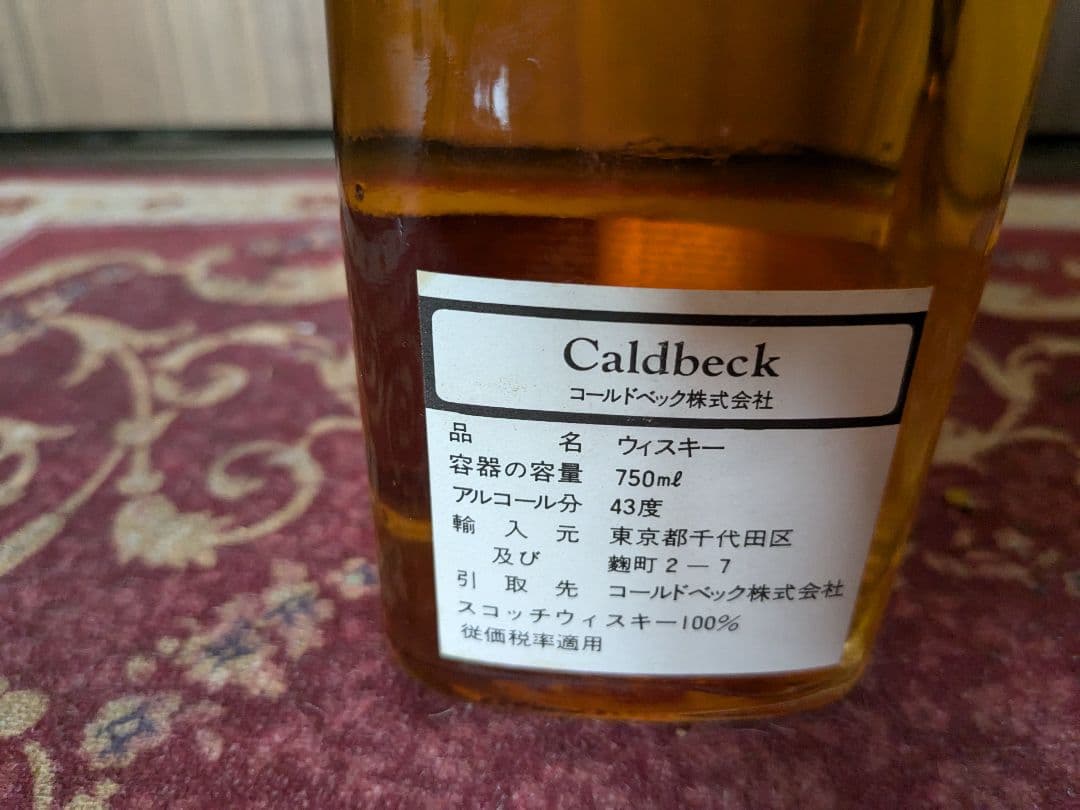 Caldbeck
コールドベック株式会社
品名 ウィスキー
容器の容量 750mℓ
アルコール分 43度
輸入元 東京都千代田区
及び 麴町2-7
引取先 コールドベック株式会社
スコッチウィスキー100%
従価税率適用